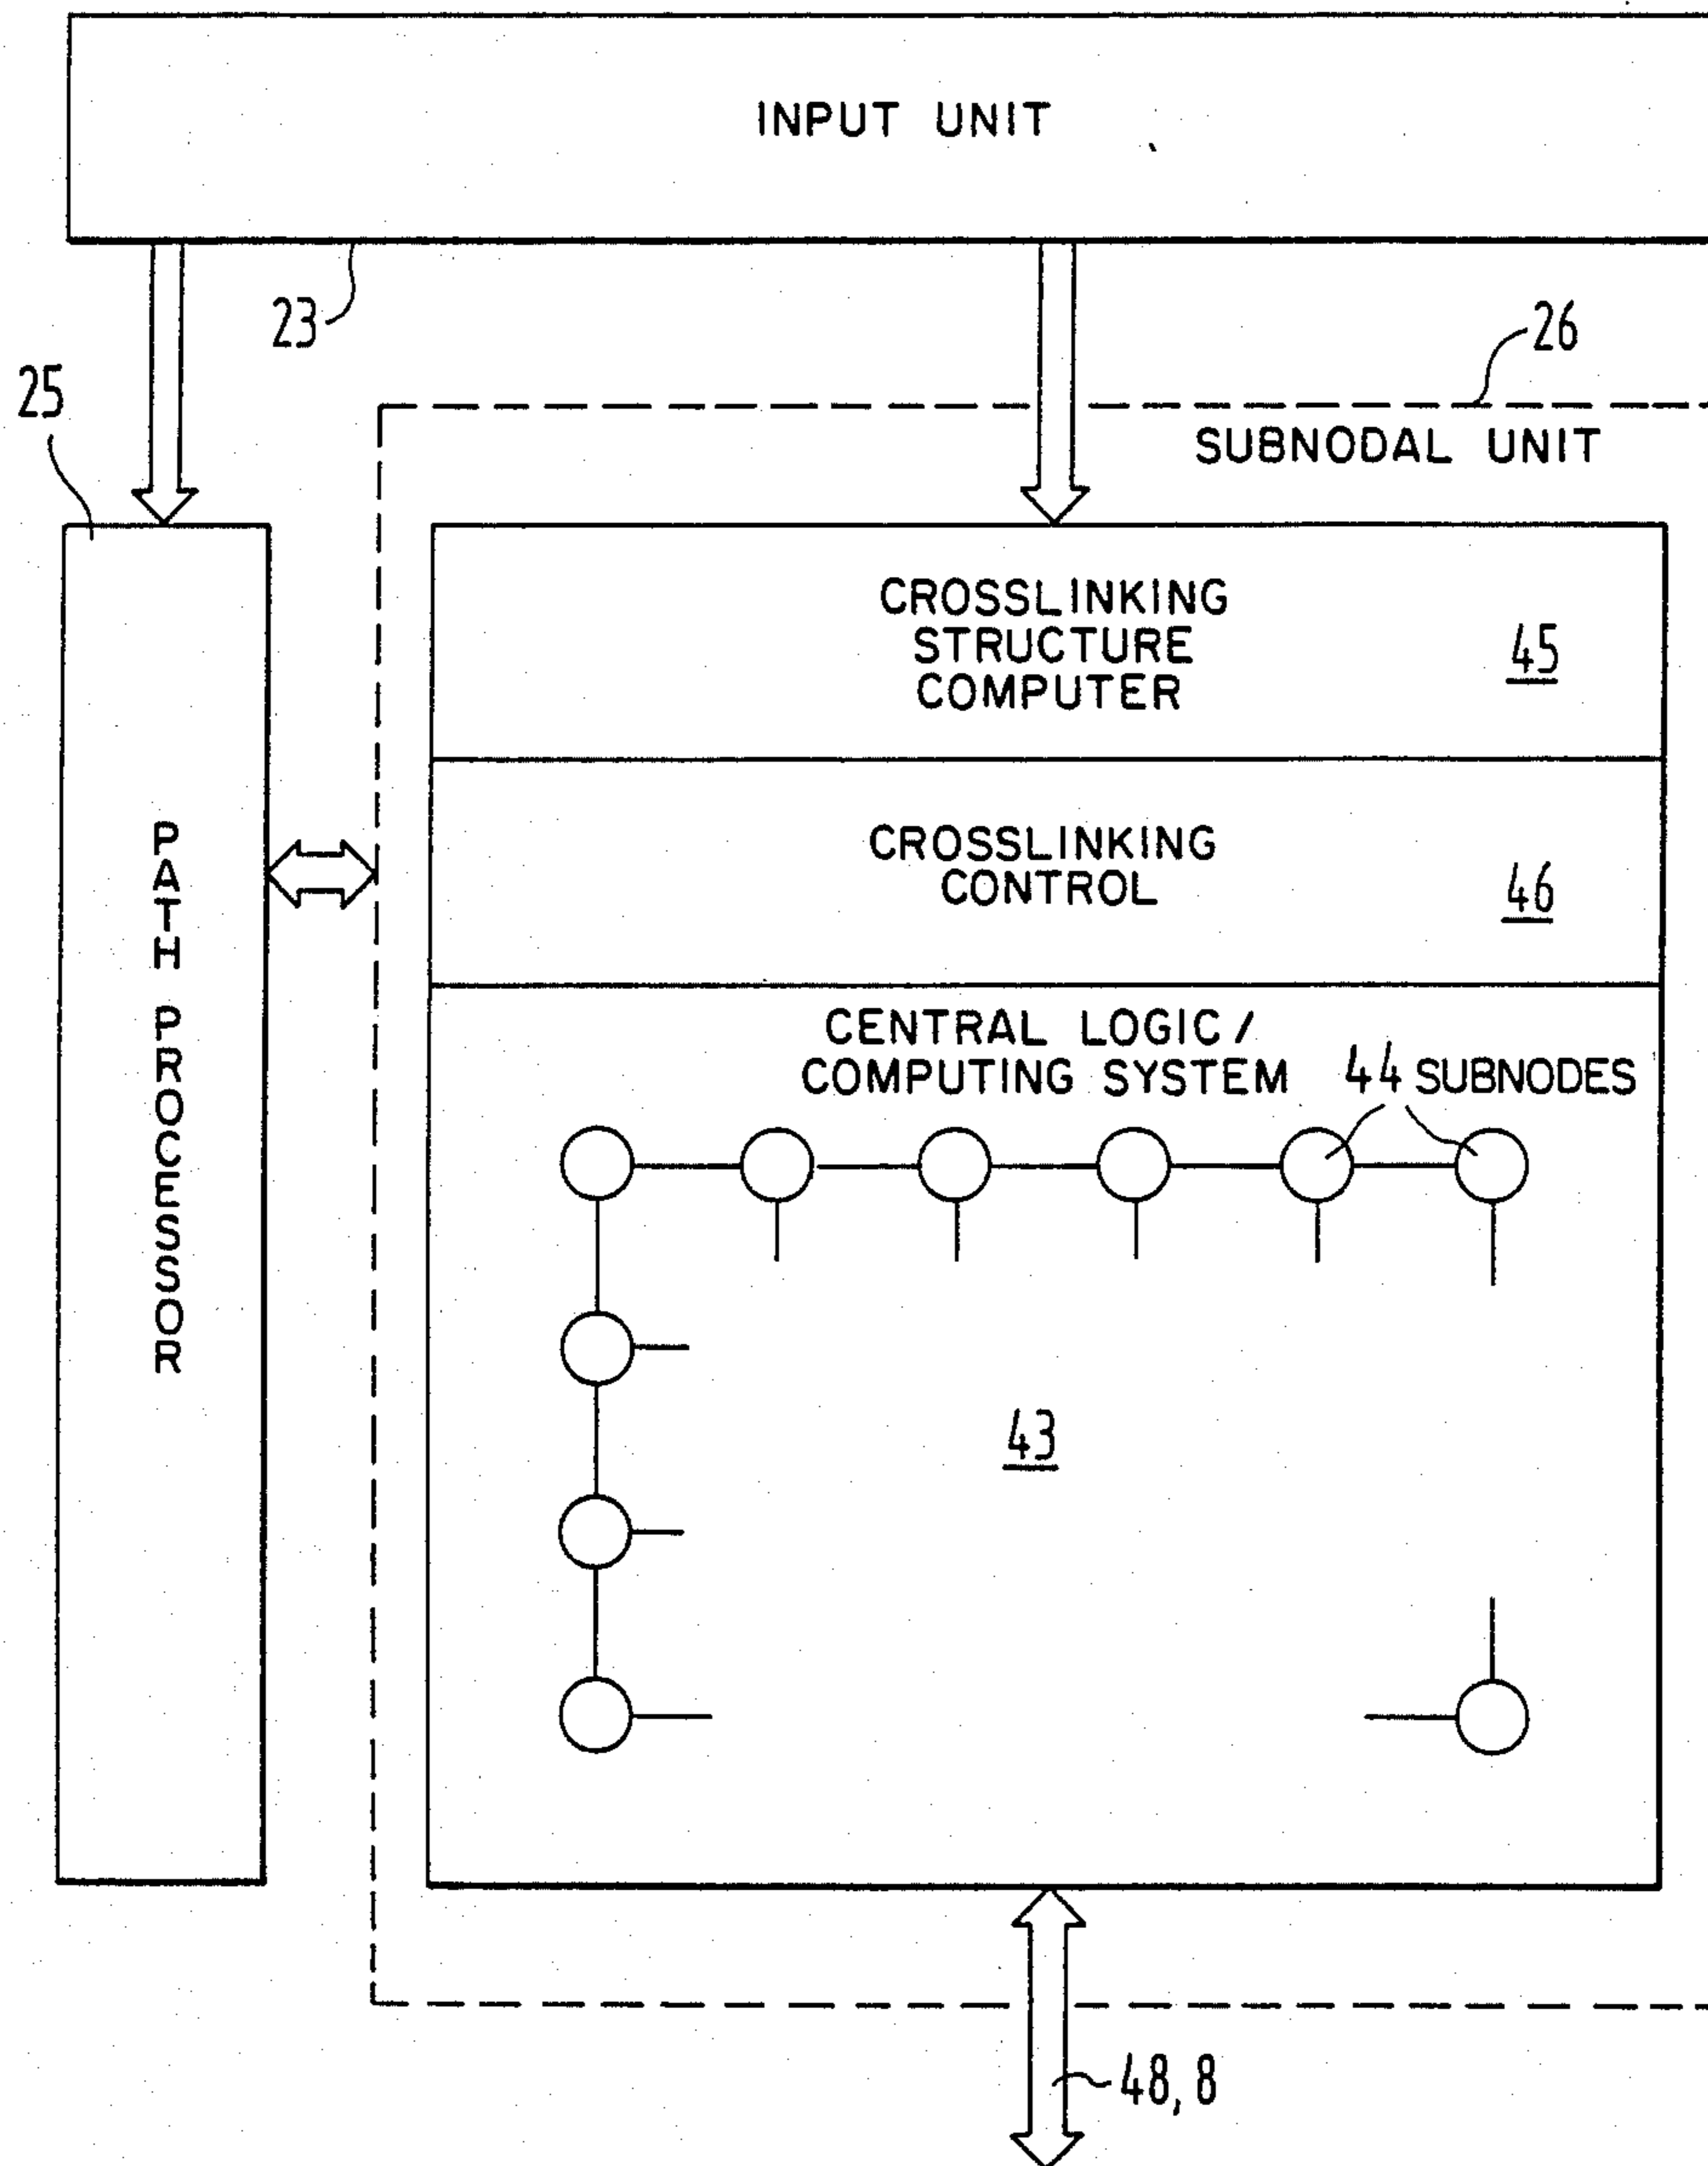 INPUT UNIT
23
26
25
SUBNODAL UNIT
CROSSLINKING
STRUCTURE
COMPUTER
45
PATH PROCESSOR
CROSSLINKING
CONTROL
46
CENTRAL LOGIC /
COMPUTING SYSTEM
44 SUBNODES
43
48, 8